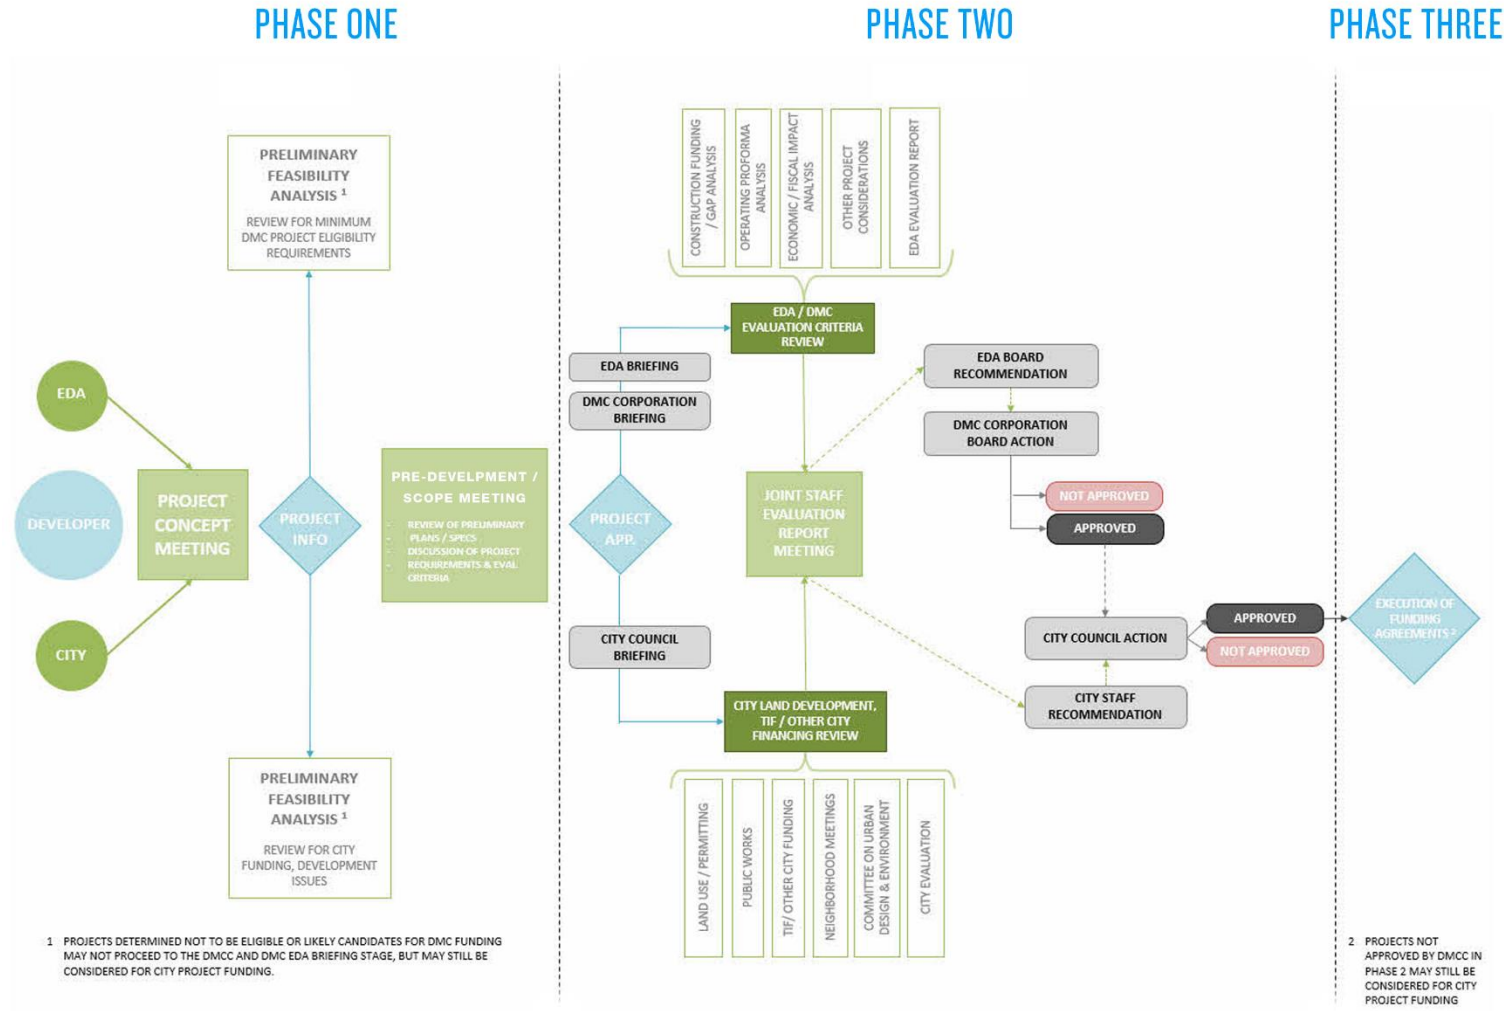 PHASE ONE
PHASE TWO
PHASE THREE
PRELIMINARY
FEASIBILITY
ANALYSIS 1
REVIEW FOR MINIMUM
DMC PROJECT ELIGIBILITY
REQUIREMENTS
EDA
DEVELOPER
CITY
PROJECT
CONCEPT
MEETING
PROJECT
INFO
PRE-DEVELPMENT /
SCOPE MEETING
- REVIEW OF PRELIMINARY
- PLANS / SPECS
- DISCUSSION OF PROJECT
- REQUIREMENTS & EVAL
CRITERIA
PRELIMINARY
FEASIBILITY
ANALYSIS 1
REVIEW FOR CITY
FUNDING, DEVELOPMENT
ISSUES
1 PROJECTS DETERMINED NOT TO BE ELIGIBLE OR LIKELY CANDIDATES FOR DMC FUNDING
MAY NOT PROCEED TO THE DMCC AND DMC EDA BRIEFING STAGE, BUT MAY STILL BE
CONSIDERED FOR CITY PROJECT FUNDING.
CONSTRUCTION FUNDING
/ GAP ANALYSIS
OPERATING PROFORMA
ANALYSIS
ECONOMIC / FISCAL IMPACT
ANALYSIS
OTHER PROJECT
CONSIDERATIONS
EDA EVALUATION REPORT
EDA / DMC
EVALUATION CRITERIA
REVIEW
EDA BRIEFING
DMC CORPORATION
BRIEFING
PROJECT
APP.
CITY COUNCIL
BRIEFING
JOINT STAFF
EVALUATION
REPORT
MEETING
EDA BOARD
RECOMMENDATION
DMC CORPORATION
BOARD ACTION
NOT APPROVED
APPROVED
CITY COUNCIL ACTION
APPROVED
NOT APPROVED
CITY STAFF
RECOMMENDATION
CITY LAND DEVELOPMENT,
TIF / OTHER CITY
FINANCING REVIEW
LAND USE / PERMITTING
PUBLIC WORKS
TIF/ OTHER CITY FUNDING
NEIGHBORHOOD MEETINGS
COMMITTEE ON URBAN
DESIGN & ENVIRONMENT
CITY EVALUATION
EXECUTION OF
FUNDING
AGREEMENTS 2
2 PROJECTS NOT
APPROVED BY DMCC IN
PHASE 2 MAY STILL BE
CONSIDERED FOR CITY
PROJECT FUNDING